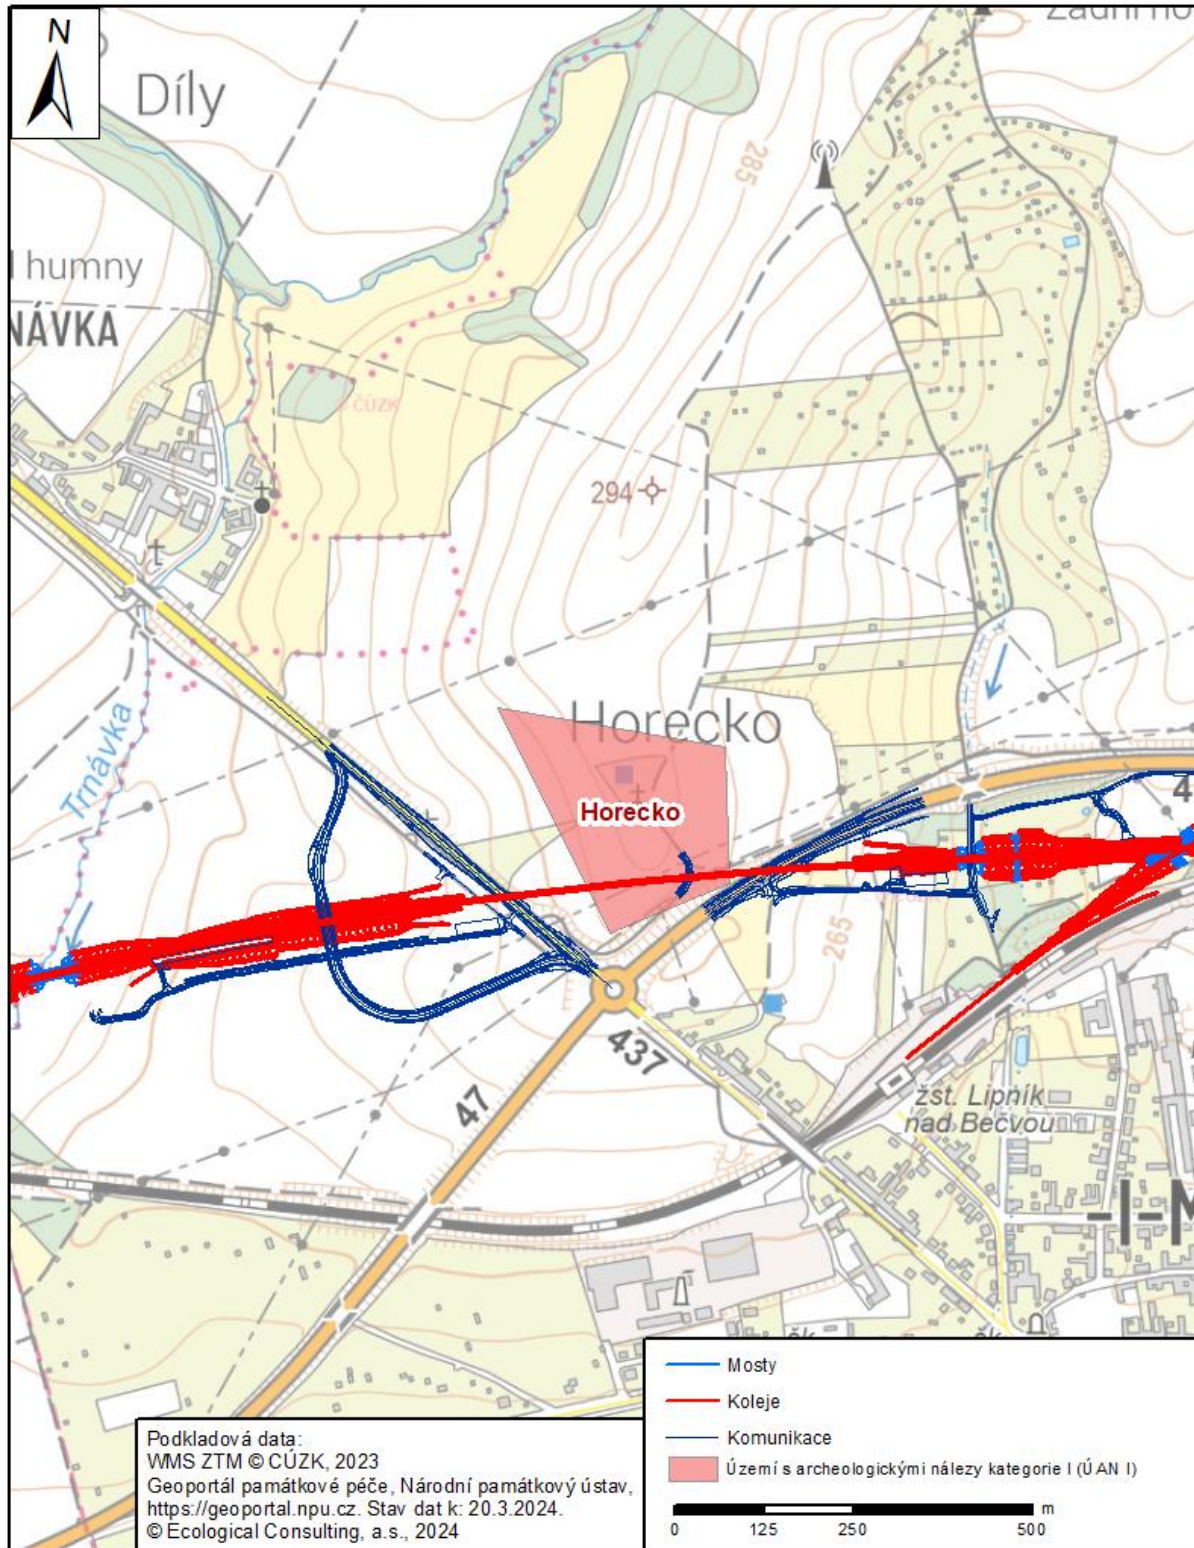 N
Díly
humny
NÁVKA
ČÚZK
285
294
Trnávka
Horecko
Horecko
265
47
437
žst. Lipník
nad Bečvou
Mosty
Koleje
Komunikace
Území s archeologickými nálezy kategorie I (ÚAN I)
0 125 250 500 m
Podkladová data:
WMS ZTM © ČÚZK, 2023
Geoportál památkové péče, Národní památkový ústav,
https://geoportal.npu.cz. Stav dat k: 20.3.2024.
© Ecological Consulting, a.s., 2024